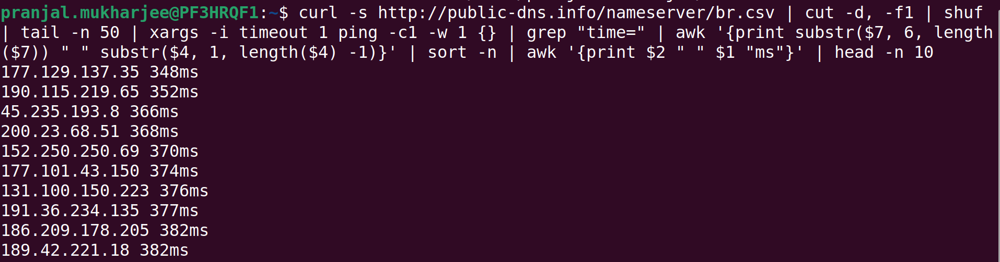 pranjal.mukharjee@PF3HRQF1:~$ curl -s http://public-dns.info/nameserver/br.csv | cut -d, -f1 | shuf
| tail -n 50 | xargs -i timeout 1 ping -c1 -w 1 {} | grep "time=" | awk '{print substr($7, 6, length
($7)) " " substr($4, 1, length($4) -1)}' | sort -n | awk '{print $2 " " $1 "ms"}' | head -n 10
177.129.137.35 348ms
190.115.219.65 352ms
45.235.193.8 366ms
200.23.68.51 368ms
152.250.250.69 370ms
177.101.43.150 374ms
131.100.150.223 376ms
191.36.234.135 377ms
186.209.178.205 382ms
189.42.221.18 382ms